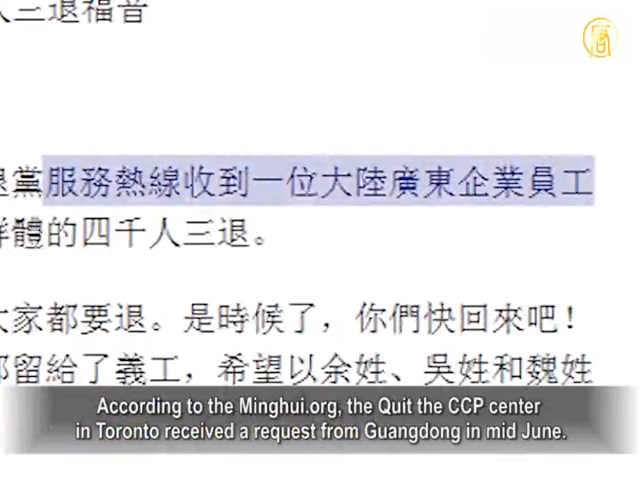 人三退福音
退黨服務熱線收到一位大陸廣東企業員工
群體的四千人三退。
大家都要退。是時候了，你們快回來吧！
都留給了義工，希望以余姓、吳姓和魏姓
According to the Minghui.org, the Quit the CCP center
in Toronto received a request from Guangdong in mid June.